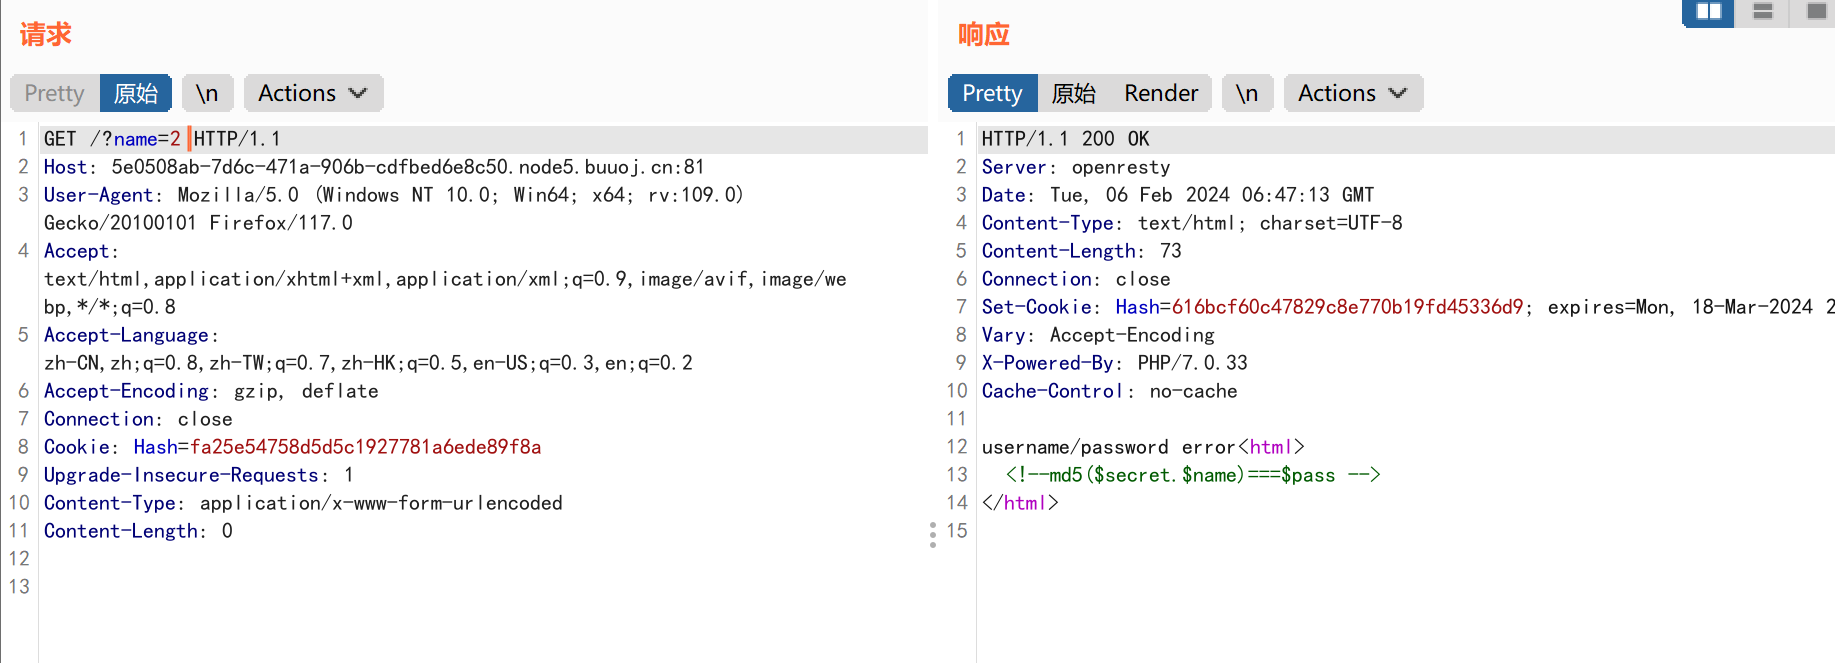 请求
Pretty 原始 \n Actions
1 GET /?name=2 HTTP/1.1
2 Host: 5e0508ab-7d6c-471a-906b-cdfbed6e8c50.node5.buuoj.cn:81
3 User-Agent: Mozilla/5.0 (Windows NT 10.0; Win64; x64; rv:109.0)
Gecko/20100101 Firefox/117.0
4 Accept:
text/html,application/xhtml+xml,application/xml;q=0.9,image/avif,image/we
bp,*/*;q=0.8
5 Accept-Language:
zh-CN,zh;q=0.8,zh-TW;q=0.7,zh-HK;q=0.5,en-US;q=0.3,en;q=0.2
6 Accept-Encoding: gzip, deflate
7 Connection: close
8 Cookie: Hash=fa25e54758d5d5c1927781a6ede89f8a
9 Upgrade-Insecure-Requests: 1
10 Content-Type: application/x-www-form-urlencoded
11 Content-Length: 0
12
13
响应
Pretty 原始 Render \n Actions
1 HTTP/1.1 200 OK
2 Server: openresty
3 Date: Tue, 06 Feb 2024 06:47:13 GMT
4 Content-Type: text/html; charset=UTF-8
5 Content-Length: 73
6 Connection: close
7 Set-Cookie: Hash=616bcf60c47829c8e770b19fd45336d9; expires=Mon, 18-Mar-2024 2
8 Vary: Accept-Encoding
9 X-Powered-By: PHP/7.0.33
10 Cache-Control: no-cache
11
12 username/password error<html>
13 <!--md5($secret.$name)===$pass -->
14 </html>
15